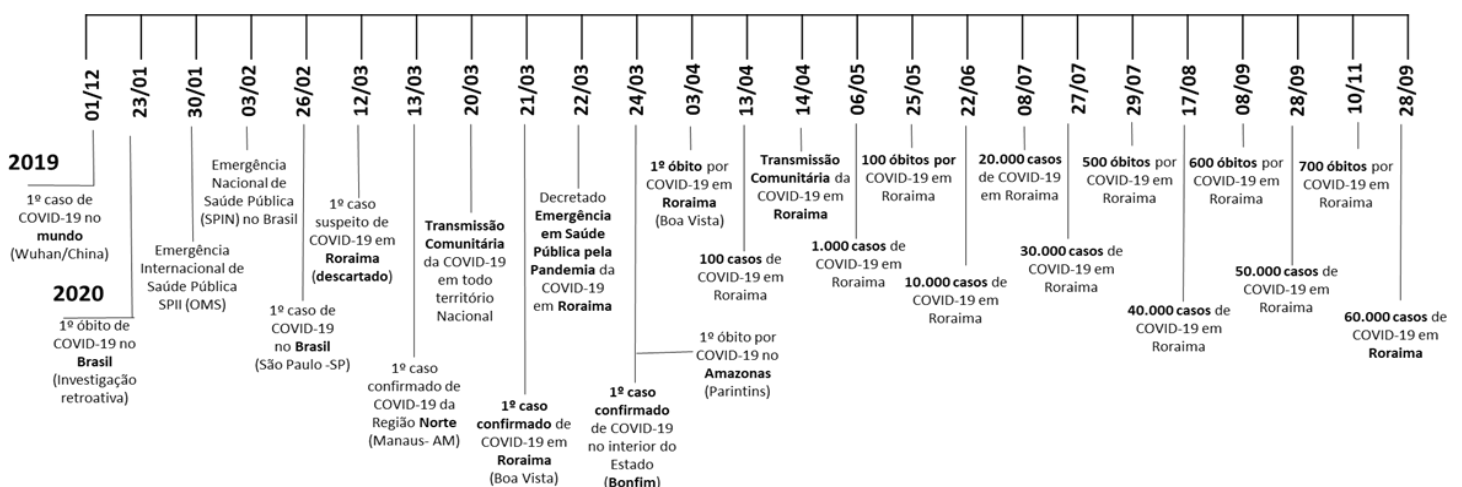 01/12
23/01
30/01
03/02
26/02
12/03
13/03
20/03
21/03
22/03
24/03
03/04
13/04
14/04
06/05
25/05
22/06
08/07
27/07
29/07
17/08
08/09
28/09
10/11
28/09
2019
1º caso de
COVID-19 no
mundo
(Wuhan/China)
2020
1º óbito de
COVID-19 no
Brasil
(Investigação
retroativa)
Emergência
Internacional de
Saúde Pública
SPII (OMS)
Emergência
Nacional de
Saúde Pública
(SPIN) no Brasil
1º caso de
COVID-19
no Brasil
(São Paulo -SP)
1º caso
suspeito de
COVID-19 em
Roraima
(descartado)
1º caso
confirmado de
COVID-19 da
Região Norte
(Manaus- AM)
Transmissão
Comunitária
da COVID-19
em todo
território
Nacional
1º caso
confirmado de
COVID-19 em
Roraima
(Boa Vista)
Decretado
Emergência
em Saúde
Pública pela
Pandemia da
COVID-19
em Roraima
1º caso
confirmado
de COVID-19
no interior do
Estado
(Bonfim)
1º óbito por
COVID-19 no
Amazonas
(Parintins)
1º óbito por
COVID-19 em
Roraima
(Boa Vista)
100 casos de
COVID-19 em
Roraima
Transmissão
Comunitária da
COVID-19 em
Roraima
1.000 casos de
COVID-19 em
Roraima
100 óbitos por
COVID-19 em
Roraima
10.000 casos de
COVID-19 em
Roraima
20.000 casos
de COVID-19
em Roraima
30.000 casos de
COVID-19 em
Roraima
500 óbitos por
COVID-19 em
Roraima
40.000 casos de
COVID-19 em
Roraima
600 óbitos por
COVID-19 em
Roraima
50.000 casos de
COVID-19 em
Roraima
700 óbitos por
COVID-19 em
Roraima
60.000 casos de
COVID-19 em
Roraima